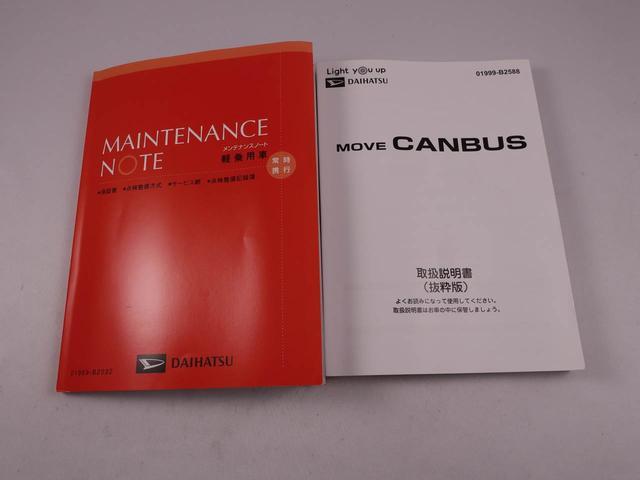 MAINTENANCE
NOTE
メンテナンスノート
軽乗用車
常時
携行
●保証書 ●点検整備方式 ●サービス網 ●点検整備記録簿
DAIHATSU
01999-B2032
Light you up
DAIHATSU
01999-B2588
MOVE CANBUS
取扱説明書
(抜粋版)
よくお読みになって使用してください。
取扱説明書はお車の中に保管しましょう。